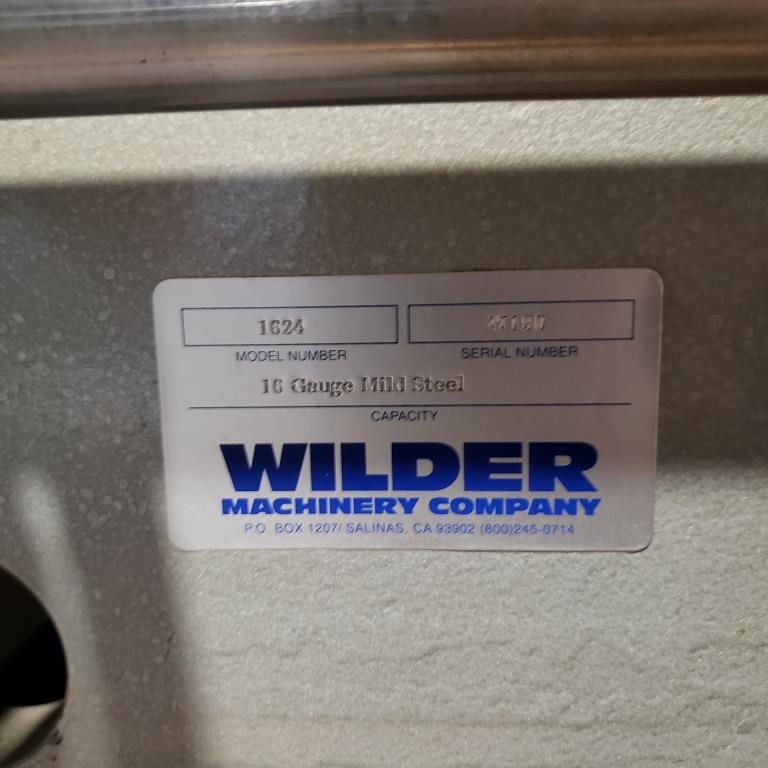 1624
MODEL NUMBER
SERIAL NUMBER
16 Gauge Mild Steel
CAPACITY
WILDER
MACHINERY COMPANY
P.O. BOX 1207/ SALINAS, CA 93902 (800)245-0714